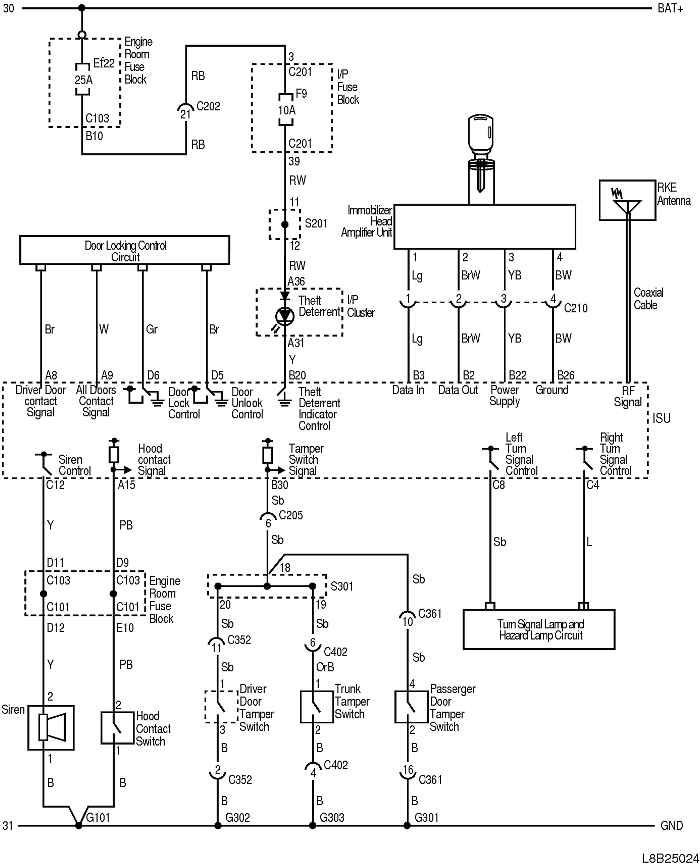 30
BAT+
Engine
Room
Fuse
Block
Ef22
25A
C103
B10
RB
C202
21
RB
3
C201
I/P
Fuse
Block
F9
10A
C201
39
RW
11
S201
12
RW
A36
Theft
Deterrent
I/P
Cluster
A31
Y
B20
Immobilizer
Head
Amplifier Unit
1
2
3
4
Lg
BrW
YB
BW
1
2
3
4
C210
Lg
BrW
YB
BW
B3
B2
B22
B26
RKE
Antenna
Coaxial
Cable
Door Locking Control
Circuit
Br
W
Gr
Br
A8
A9
D6
D5
Driver Door
contact
Signal
All Doors
Contact
Signal
Door
Lock
Control
Door
Unlock
Control
Theft
Deterrent
Indicator
Control
Data In
Data Out
Power
Supply
Ground
RF
Signal
ISU
Siren
Control
Hood
contact
Signal
Tamper
Switch
Signal
Left
Turn
Signal
Control
Right
Turn
Signal
Control
C12
A15
B30
C8
C4
Sb
C205
6
Sb
Y
PB
Sb
L
D11
D9
C103
C103
C101
C101
Engine
Room
Fuse
Block
D12
E10
Y
PB
18
S301
20
19
Sb
C361
10
Sb
Sb
C352
11
Sb
Sb
6
C402
OrB
Turn Signal Lamp and
Hazard Lamp Circuit
Siren
2
1
2
Hood
Contact
Switch
1
1
Driver
Door
Tamper
Switch
3
1
Trunk
Tamper
Switch
2
4
Passerger
Door
Tamper
Switch
2
B
B
B
B
B
2
C352
C402
4
16
C361
B
B
B
31
G101
G302
G303
G301
GND
L8B25024